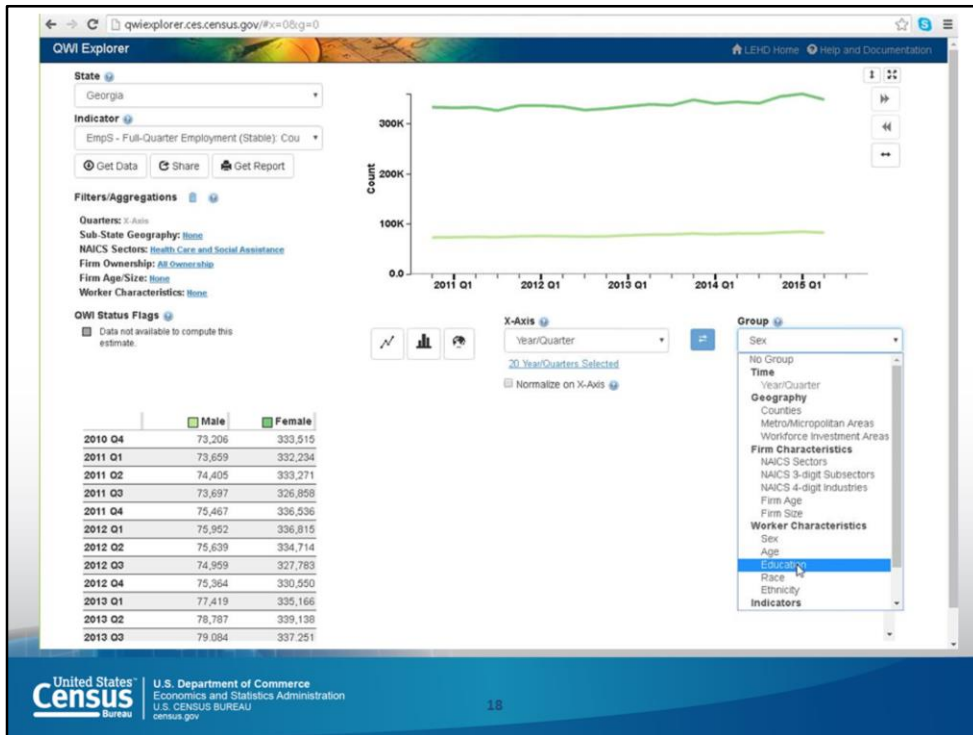 qwiexplorer.ces.census.gov/#x=0&g=0
QWI Explorer
LEHD Home
Help and Documentation
State
Georgia
Indicator
EmpS - Full-Quarter Employment (Stable): Cou
Get Data
Share
Get Report
Filters/Aggregations
Quarters: X-Axis
Sub-State Geography: None
NAICS Sectors: Health Care and Social Assistance
Firm Ownership: All Ownership
Firm Age/Size: None
Worker Characteristics: None
QWI Status Flags
Data not available to compute this
estimate.
Count
300K
200K
100K
0.0
2011 Q1 2012 Q1 2013 Q1 2014 Q1 2015 Q1
X-Axis
Year/Quarter
20 Year/Quarters Selected
Normalize on X-Axis
Group
Sex
No Group
Time
Year/Quarter
Geography
Counties
Metro/Micropolitan Areas
Workforce Investment Areas
Firm Characteristics
NAICS Sectors
NAICS 3-digit Subsectors
NAICS 4-digit Industries
Firm Age
Firm Size
Worker Characteristics
Sex
Age
Education
Race
Ethnicity
Indicators
Male Female
2010 Q4 73,206 333,515
2011 Q1 73,659 332,234
2011 Q2 74,405 333,271
2011 Q3 73,697 326,858
2011 Q4 75,467 336,536
2012 Q1 75,952 336,815
2012 Q2 75,639 334,714
2012 Q3 74,959 327,783
2012 Q4 75,364 330,550
2013 Q1 77,419 335,166
2013 Q2 78,787 339,138
2013 Q3 79,084 337,251
United States™
Census
Bureau
U.S. Department of Commerce
Economics and Statistics Administration
U.S. CENSUS BUREAU
census.gov
18